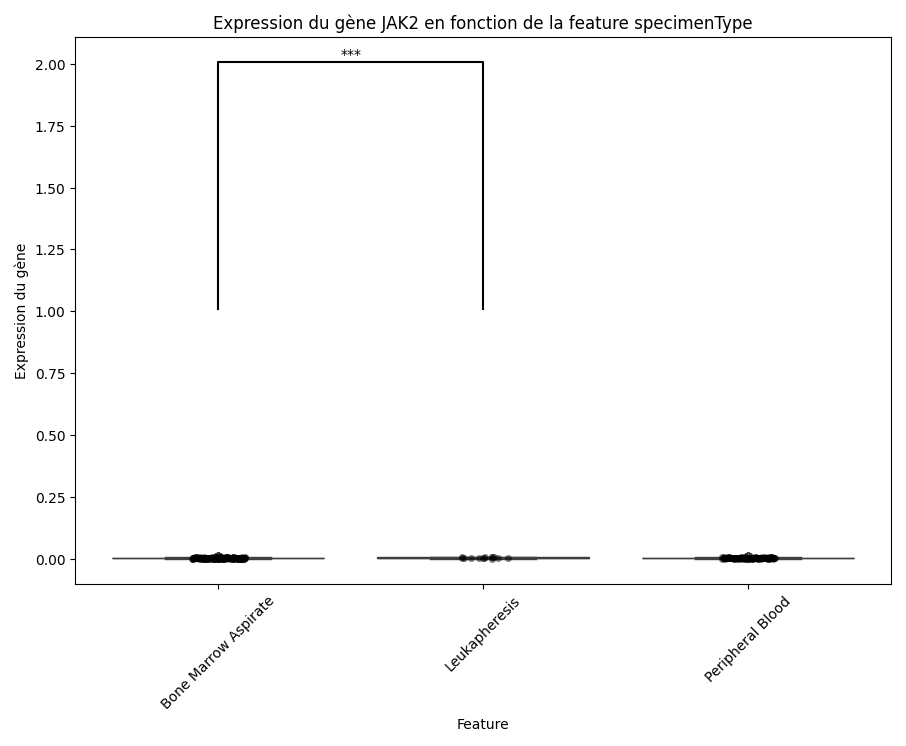 Expression du gène JAK2 en fonction de la feature specimenType
***
2.00
1.75
1.50
1.25
1.00
0.75
0.50
0.25
0.00
Expression du gène
Bone Marrow Aspirate
Leukapheresis
Peripheral Blood
Feature